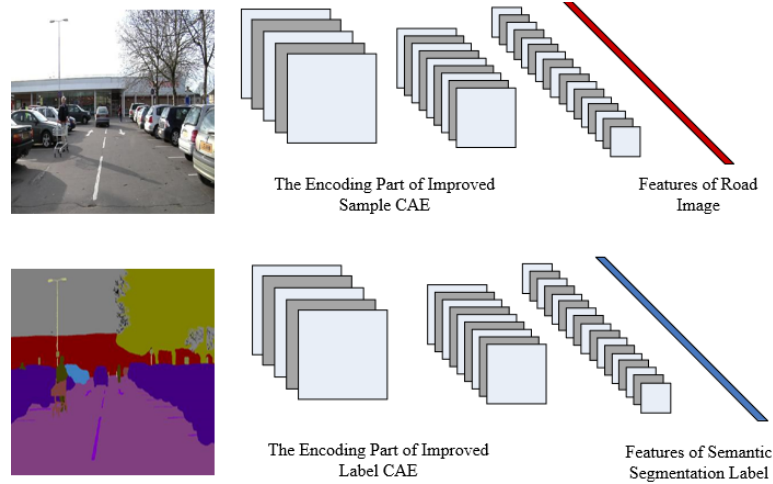 The Encoding Part of Improved
Sample CAE
Features of Road
Image
The Encoding Part of Improved
Label CAE
Features of Semantic
Segmentation Label